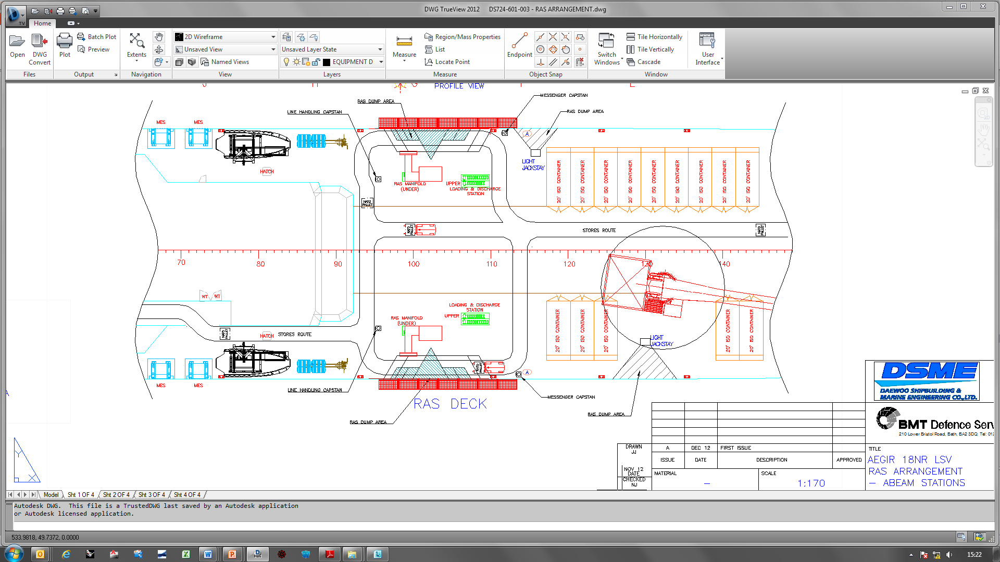 DWG TrueView 2012 DS724-601-003 - RAS ARRANGEMENT.dwg
TV
Home
Open
DWG Convert
Files
Plot
Batch Plot
Preview
Output
Extents
Navigation
2D Wireframe
Unsaved View
Named Views
View
Unsaved Layer State
EQUIPMENT D
Layers
Measure
Region/Mass Properties
List
Locate Point
Measure
Endpoint
Object Snap
Switch Windows
Tile Horizontally
Tile Vertically
Cascade
Window
User Interface
PROFILE VIEW
MESSENGER CAPSTAN
RAS DUMP AREA
LINE HANDLING CAPSTAN
RAS DUMP AREA
MES
MES
A
HATCH
LIGHT
JACKSTAY
RAS MANIFOLD
(UNDER)
UPPER
LOADING & DISCHARGE
STATION
20' ISO CONTAINER
20' ISO CONTAINER
20' ISO CONTAINER
20' ISO CONTAINER
20' ISO CONTAINER
20' ISO CONTAINER
20' ISO CONTAINER
20' ISO CONTAINER
20' ISO CONTAINER
NATO
PALLET
NATO
PALLET
STORES ROUTE
NATO
PALLET
70
80
90
100
110
120
130
140
WT
WT
LOADING & DISCHARGE
STATION
UPPER
RAS MANIFOLD
(UNDER)
20' ISO CONTAINER
20' ISO CONTAINER
20' ISO CONTAINER
20' ISO CONTAINER
20' ISO CONTAINER
NATO
PALLET
HATCH
STORES ROUTE
LIGHT
JACKSTAY
NATO
PALLET
A
MES
MES
LINE HANDLING CAPSTAN
MESSENGER CAPSTAN
RAS DECK
RAS DUMP AREA
RAS DUMP AREA
A
DSME
DAEWOO SHIPBUILDING &
MARINE ENGINEERING CO.,LTD.
BMT Defence Serv
210 Lower Bristol Road, Bath, BA2 3DQ, Tel: 012
DRAWN
JJ
NOV 12
DATE
CHECKED
NJ
A
DEC 12
FIRST ISSUE
ISSUE
DATE
DESCRIPTION
APPROVED
MATERIAL
–
SCALE
1:170
TITLE
AEGIR 18NR LSV
RAS ARRANGEMENT
– ABEAM STATIONS
Y
X
Model
Sht 1 OF 4
Sht 2 OF 4
Sht 3 OF 4
Sht 4 OF 4
Autodesk DWG. This file is a TrustedDWG last saved by an Autodesk application
or Autodesk licensed application.
533.9818, 49.7372, 0.0000
15:22